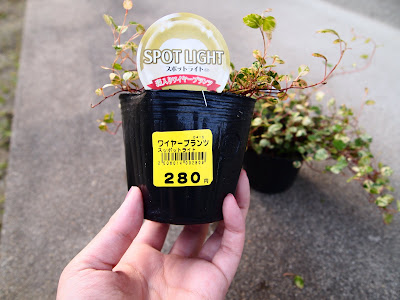 SPOT LIGHT
スポットライト
斑入りワイヤープランツ
ワイヤープランツ
スポットライト
280円